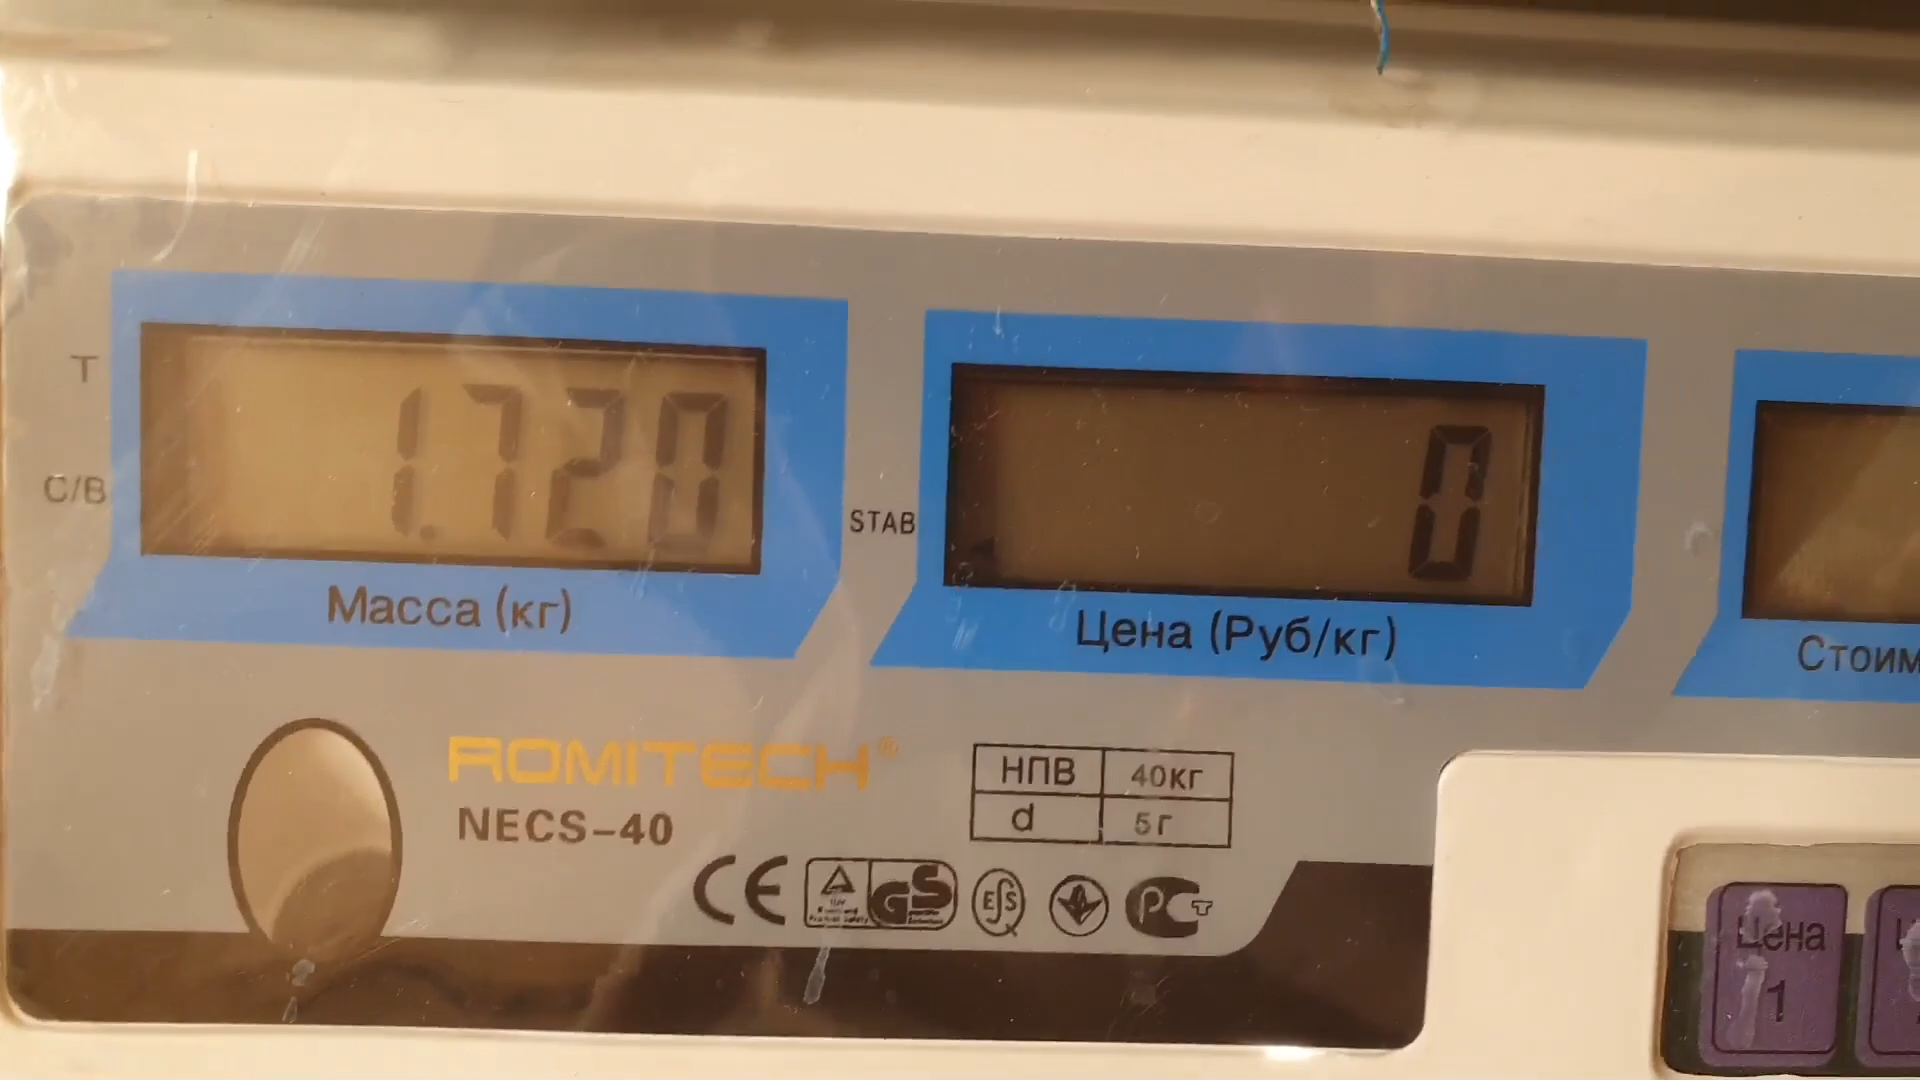 T
C/B
1.720
Масса (кг)
STAB
0
Цена (Руб/кг)
ROMITECH®
NECS-40
НПВ 40кг
d 5г
CE
GS
PCT
Цена
1